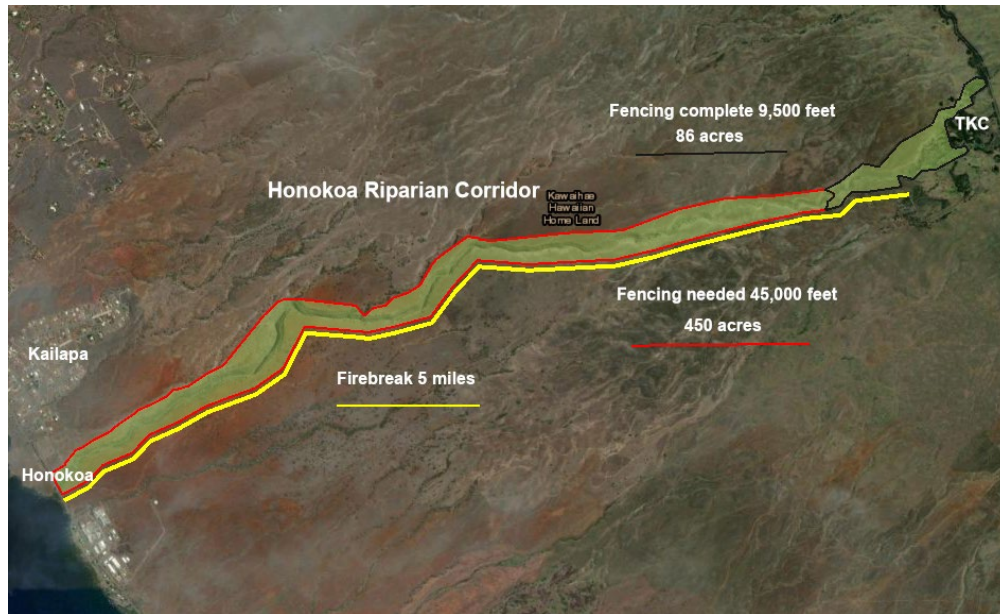 Fencing complete 9,500 feet
86 acres
TKC
Honokoa Riparian Corridor
Kawaihae
Hawaiian
Home Land
Fencing needed 45,000 feet
450 acres
Kailapa
Firebreak 5 miles
Honokoa